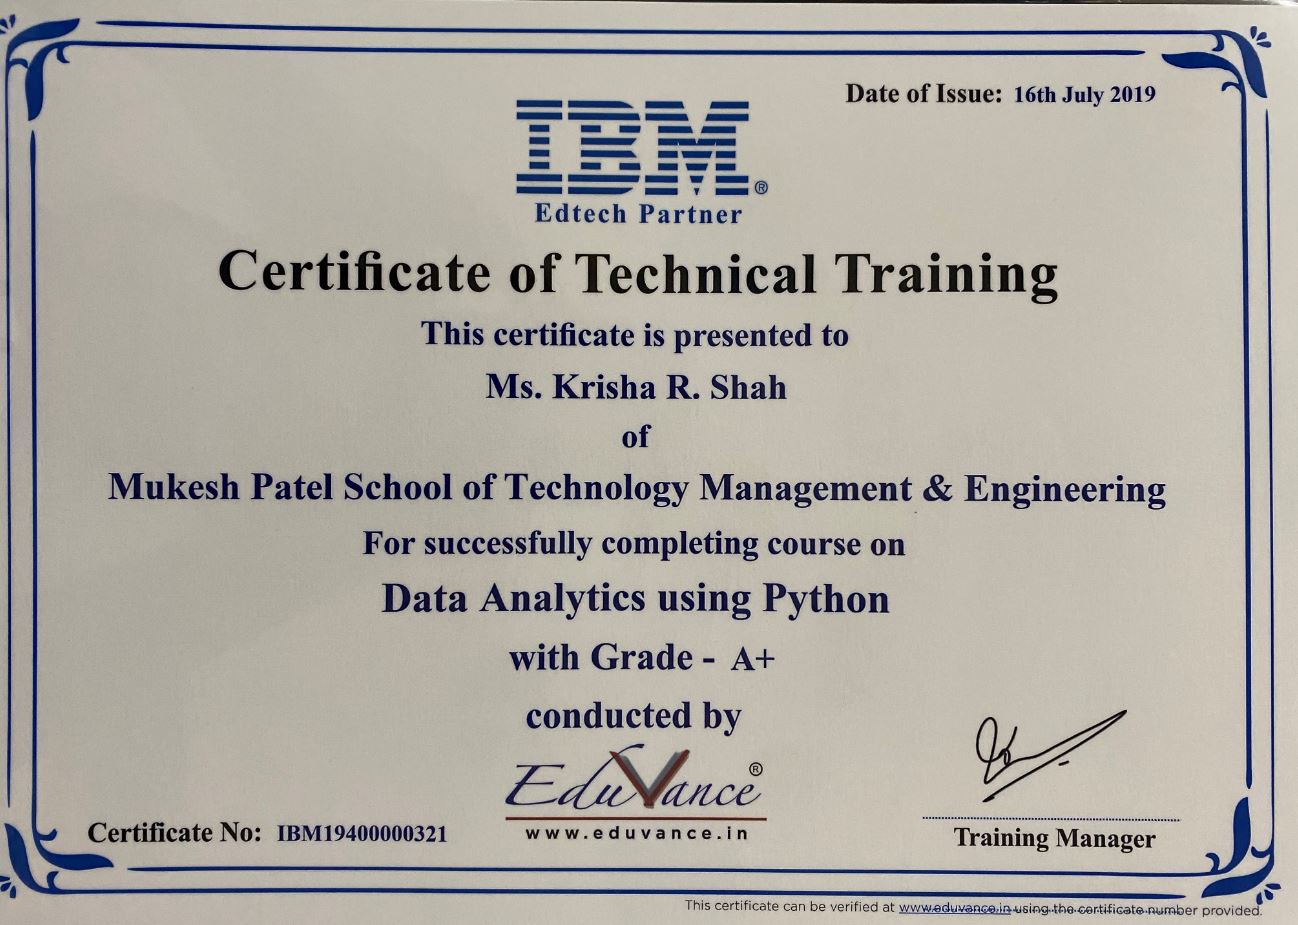 Date of Issue: 16th July 2019
IBM®
Edtech Partner
Certificate of Technical Training
This certificate is presented to
Ms. Krisha R. Shah
of
Mukesh Patel School of Technology Management & Engineering
For successfully completing course on
Data Analytics using Python
with Grade - A+
conducted by
EduVance®
www.eduvance.in
Certificate No: IBM19400000321
Training Manager
This certificate can be verified at www.eduvance.in using the certificate number provided.